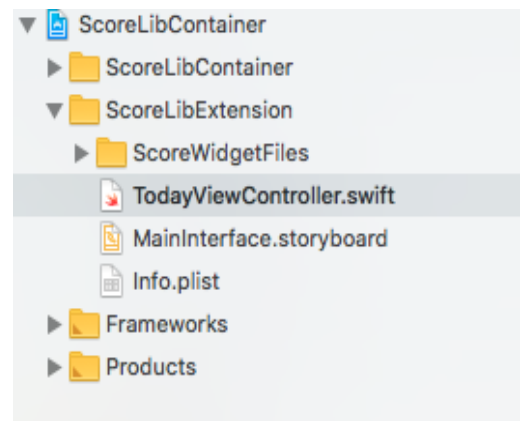 ScoreLibContainer
ScoreLibContainer
ScoreLibExtension
ScoreWidgetFiles
TodayViewController.swift
MainInterface.storyboard
Info.plist
Frameworks
Products